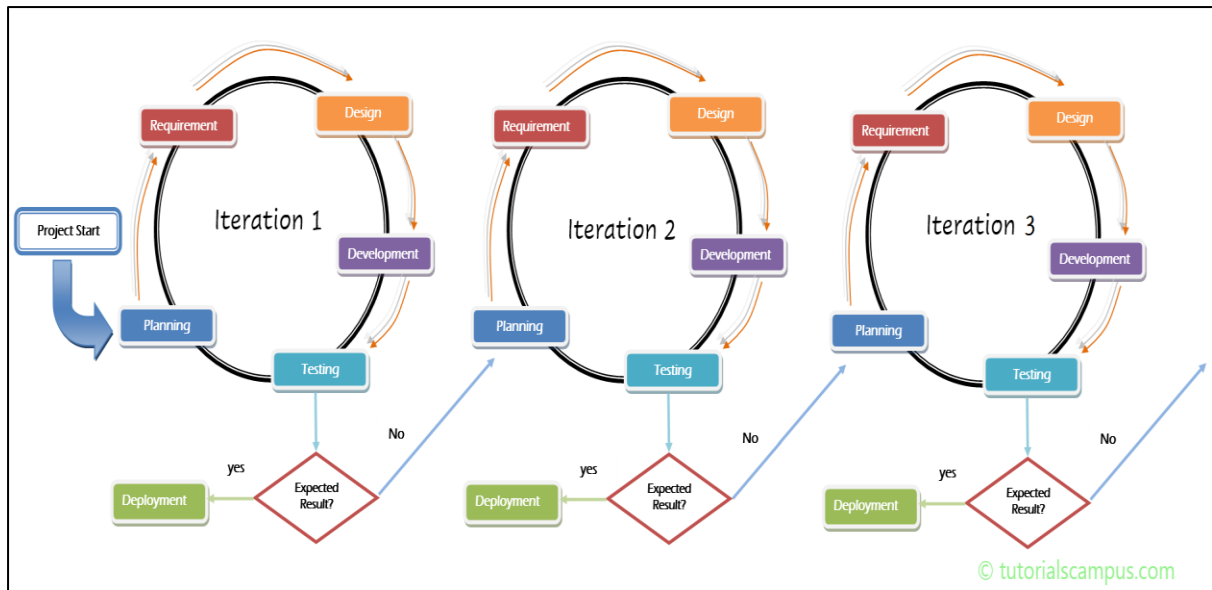 Project Start
Requirement
Design
Iteration 1
Development
Planning
Testing
Expected
Result?
yes
No
Deployment
Requirement
Design
Iteration 2
Development
Planning
Testing
Expected
Result?
yes
No
Deployment
Requirement
Design
Iteration 3
Development
Planning
Testing
Expected
Result?
yes
No
Deployment
© tutorialscampus.com